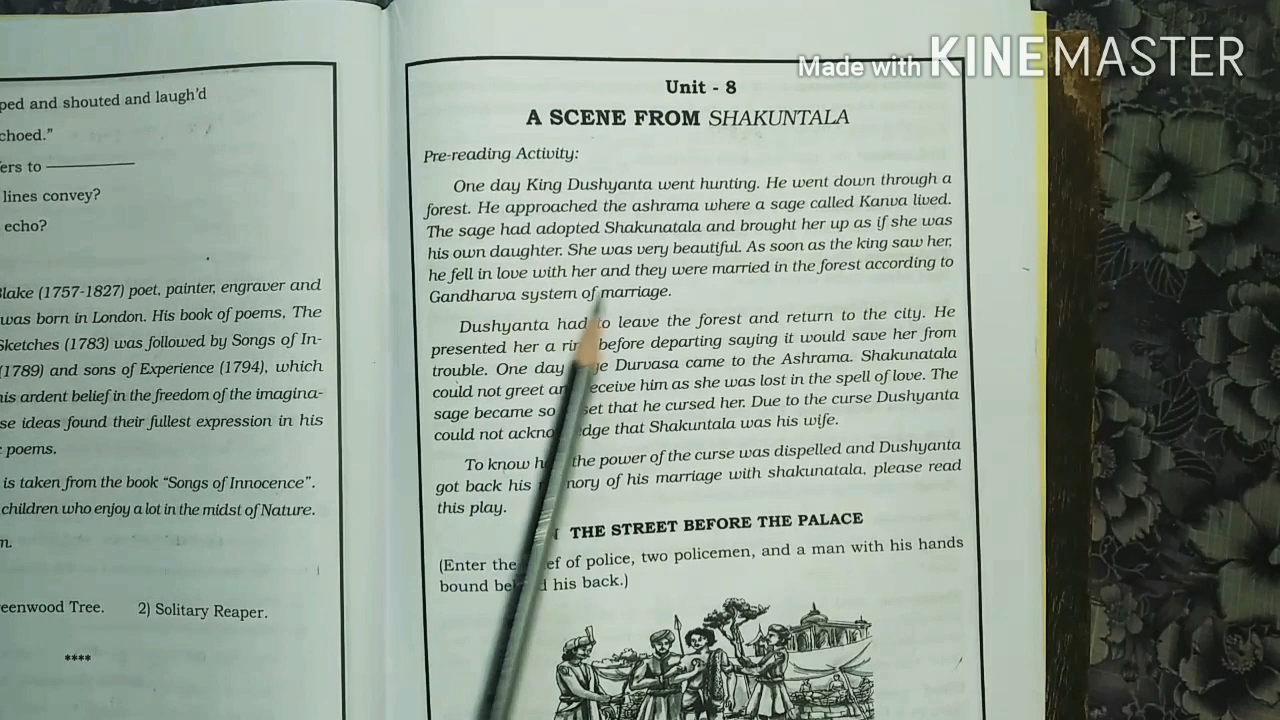 ped and shouted and laugh'd
choed."
ers to
lines convey?
echo?
Blake (1757-1827) poet, painter, engraver and
was born in London. His book of poems, The
Sketches (1783) was followed by Songs of In-
(1789) and sons of Experience (1794), which
his ardent belief in the freedom of the imagina-
se ideas found their fullest expression in his
poems.
is taken from the book "Songs of Innocence".
children who enjoy a lot in the midst of Nature.
n.
eenwood Tree. 2) Solitary Reaper.
****
Made with KINEMASTER
Unit - 8
A SCENE FROM SHAKUNTALA
Pre-reading Activity:
One day King Dushyanta went hunting. He went down through a
forest. He approached the ashrama where a sage called Kanva lived.
The sage had adopted Shakunatala and brought her up as if she was
his own daughter. She was very beautiful. As soon as the king saw her,
he fell in love with her and they were married in the forest according to
Gandharva system of marriage.
Dushyanta had to leave the forest and return to the city. He
presented her a ring before departing saying it would save her from
trouble. One day Durvasa came to the Ashrama. Shakunatala
could not greet and receive him as she was lost in the spell of love. The
sage became so that he cursed her. Due to the curse Dushyanta
could not acknowledge that Shakuntala was his wife.
To know the power of the curse was dispelled and Dushyanta
got back his memory of his marriage with shakunatala, please read
this play.
THE STREET BEFORE THE PALACE
(Enter the of police, two policemen, and a man with his hands
bound behind his back.)